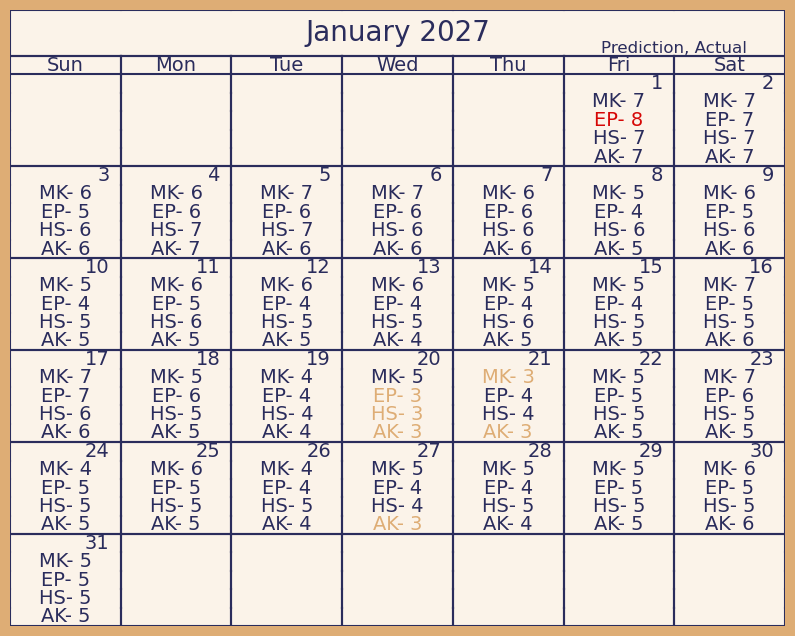 January 2027
Prediction, Actual
Sun Mon Tue Wed Thu Fri Sat
1 2
MK- 7 MK- 7
EP- 8 EP- 7
HS- 7 HS- 7
AK- 7 AK- 7
3 4 5 6 7 8 9
MK- 6 MK- 6 MK- 7 MK- 7 MK- 6 MK- 5 MK- 6
EP- 5 EP- 6 EP- 6 EP- 6 EP- 6 EP- 4 EP- 5
HS- 6 HS- 7 HS- 7 HS- 6 HS- 6 HS- 6 HS- 6
AK- 6 AK- 7 AK- 6 AK- 6 AK- 6 AK- 5 AK- 6
10 11 12 13 14 15 16
MK- 5 MK- 6 MK- 6 MK- 6 MK- 5 MK- 5 MK- 7
EP- 4 EP- 5 EP- 4 EP- 4 EP- 4 EP- 4 EP- 5
HS- 5 HS- 6 HS- 5 HS- 5 HS- 6 HS- 5 HS- 5
AK- 5 AK- 5 AK- 5 AK- 4 AK- 5 AK- 5 AK- 6
17 18 19 20 21 22 23
MK- 7 MK- 5 MK- 4 MK- 5 MK- 3 MK- 5 MK- 7
EP- 7 EP- 6 EP- 4 EP- 3 EP- 4 EP- 5 EP- 6
HS- 6 HS- 5 HS- 4 HS- 3 HS- 4 HS- 5 HS- 5
AK- 6 AK- 5 AK- 4 AK- 3 AK- 3 AK- 5 AK- 5
24 25 26 27 28 29 30
MK- 4 MK- 6 MK- 4 MK- 5 MK- 5 MK- 5 MK- 6
EP- 5 EP- 5 EP- 4 EP- 4 EP- 4 EP- 5 EP- 5
HS- 5 HS- 5 HS- 5 HS- 4 HS- 5 HS- 5 HS- 5
AK- 5 AK- 5 AK- 4 AK- 3 AK- 4 AK- 5 AK- 6
31
MK- 5
EP- 5
HS- 5
AK- 5